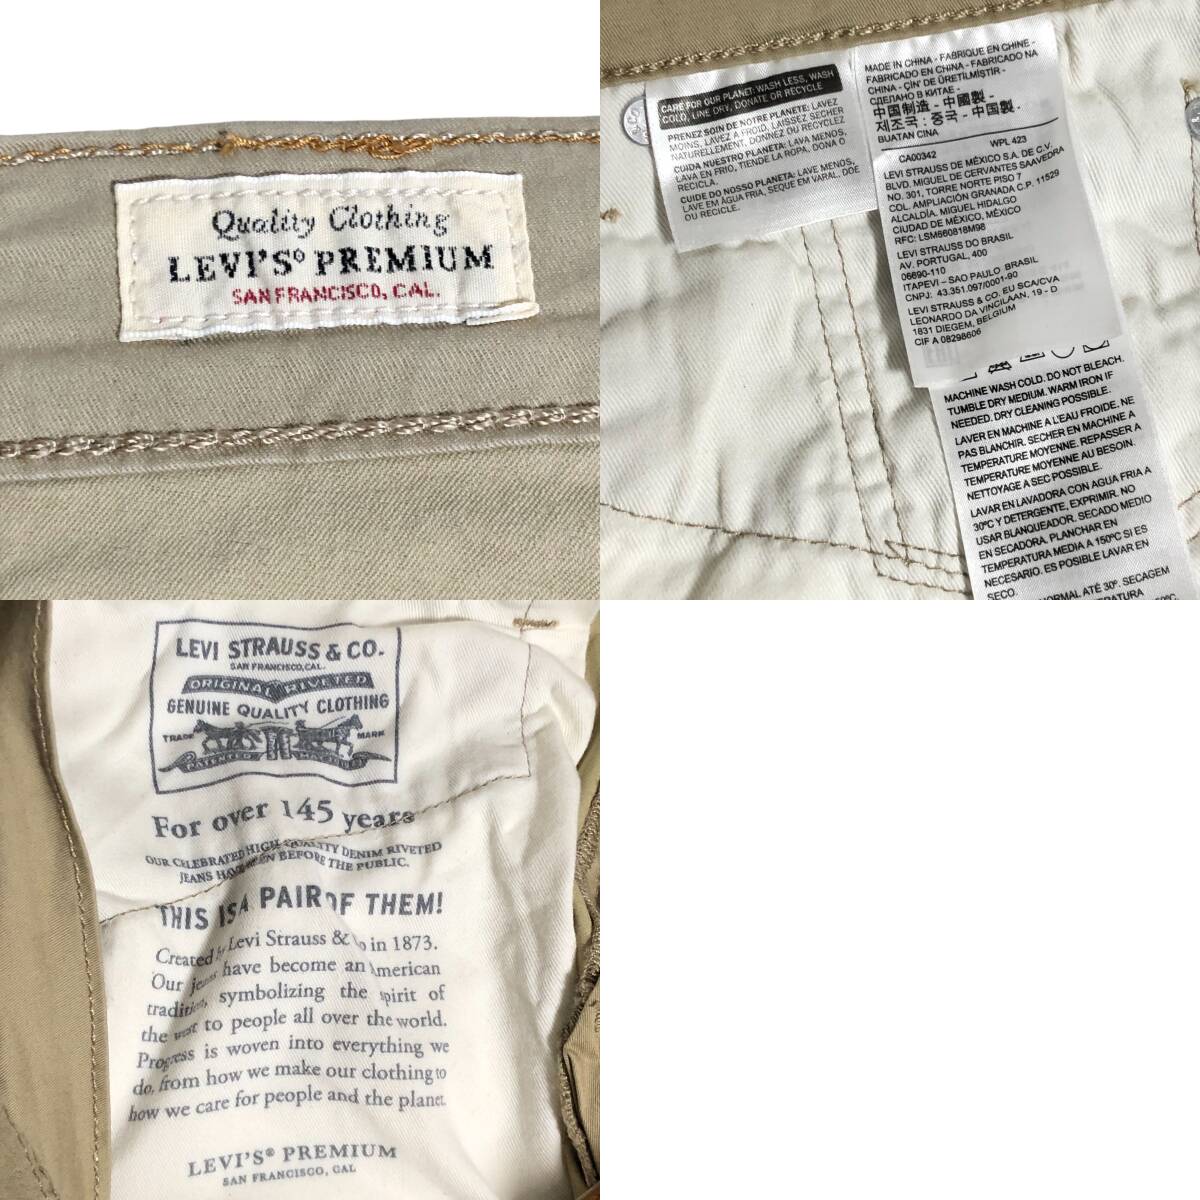 Quality Clothing
LEVI'S® PREMIUM
SAN FRANCISCO, CAL.
CARE FOR OUR PLANET: WASH LESS, WASH
COLD, LINE DRY, DONATE OR RECYCLE
PRENEZ SOIN DE NOTRE PLANÈTE: LAVEZ
MOINS, LAVEZ A FROID, LAISSEZ SECHER
NATURELLEMENT, DONNEZ OU RECYCLEZ
CUIDA NUESTRO PLANETA: LAVA MENOS,
LAVA EN FRIO, TIENDE LA ROPA, DONA O
RECICLA.
CUIDE DO NOSSO PLANETA: LAVE MENOS,
LAVE EM ÁGUA FRIA, SEQUE EM VARAL, DOE
OU RECICLE.
MADE IN CHINA - FABRIQUE EN CHINE -
FABRICADO EN CHINA - FABRICADO NA
CHINA - ÇİN' DE ÜRETİLMİŞTİR -
СДЕЛАНО В КИТАЕ -
中国制造 - 中國製 -
제조국 : 중국 - 中国製 -
BUATAN CINA
CA00342 WPL 423
LEVI STRAUSS DE MÉXICO S.A. DE C.V.
BLVD. MIGUEL DE CERVANTES SAAVEDRA
NO. 301, TORRE NORTE PISO 7
COL. AMPLIACIÓN GRANADA C.P. 11529
ALCALDÍA. MIGUEL HIDALGO
CIUDAD DE MÉXICO, MÉXICO
RFC: LSM660818M98
LEVI STRAUSS DO BRASIL
AV. PORTUGAL, 400
06690-110
ITAPEVI – SAO PAULO BRASIL
CNPJ: 43.351.097/0001-90
LEVI STRAUSS & CO. EU SCA/CVA
LEONARDO DA VINCILAAN. 19 - D
1831 DIEGEM, BELGIUM
CIF A 08298606
MACHINE WASH COLD. DO NOT BLEACH.
TUMBLE DRY MEDIUM. WARM IRON IF
NEEDED. DRY CLEANING POSSIBLE.
LAVER EN MACHINE A L'EAU FROIDE. NE
PAS BLANCHIR. SECHER EN MACHINE A
TEMPERATURE MOYENNE. REPASSER A
TEMPERATURE MOYENNE AU BESOIN.
NETTOYAGE A SEC POSSIBLE.
LAVAR EN LAVADORA CON AGUA FRIA A
30ºC Y DETERGENTE, EXPRIMIR. NO
USAR BLANQUEADOR. SECADO MEDIO
EN SECADORA. PLANCHAR EN
TEMPERATURA MEDIA A 150ºC SI ES
NECESARIO. ES POSIBLE LAVAR EN
SECO.
NORMAL ATÉ 30º. SECAGEM
LEVI STRAUSS & CO.
SAN FRANCISCO, CAL.
ORIGINAL RIVETED
GENUINE QUALITY CLOTHING
TRADE MARK
PATENTED
For over 145 years
OUR CELEBRATED HIGH QUALITY DENIM RIVETED
JEANS HAVE BEEN BEFORE THE PUBLIC.
THIS IS A PAIR OF THEM!
Created by Levi Strauss & Co in 1873.
Our jeans have become an American
tradition, symbolizing the spirit of
the west to people all over the world.
Progress is woven into everything we
do, from how we make our clothing to
how we care for people and the planet.
LEVI'S® PREMIUM
SAN FRANCISCO, CAL